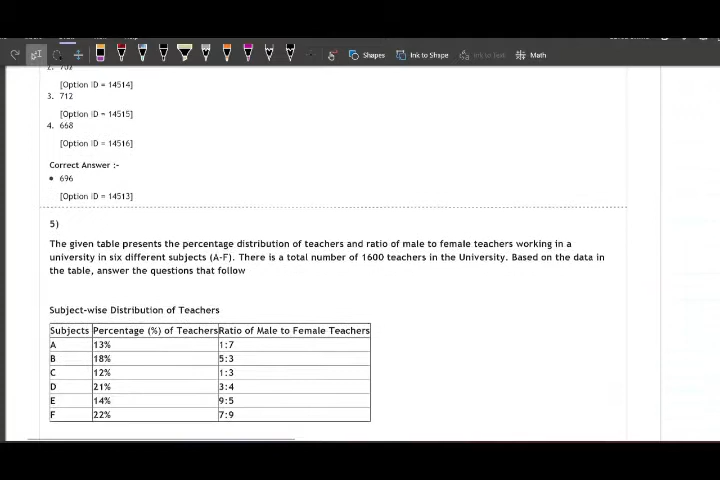 Shapes Ink to Shape Ink to Text Math
[Option ID = 14514]
3. 712
[Option ID = 14515]
4. 668
[Option ID = 14516]
Correct Answer :-
• 696
[Option ID = 14513]
5)
The given table presents the percentage distribution of teachers and ratio of male to female teachers working in a
university in six different subjects (A-F). There is a total number of 1600 teachers in the University. Based on the data in
the table, answer the questions that follow
Subject-wise Distribution of Teachers
Subjects Percentage (%) of Teachers Ratio of Male to Female Teachers
A 13% 1:7
B 18% 5:3
C 12% 1:3
D 21% 3:4
E 14% 9:5
F 22% 7:9